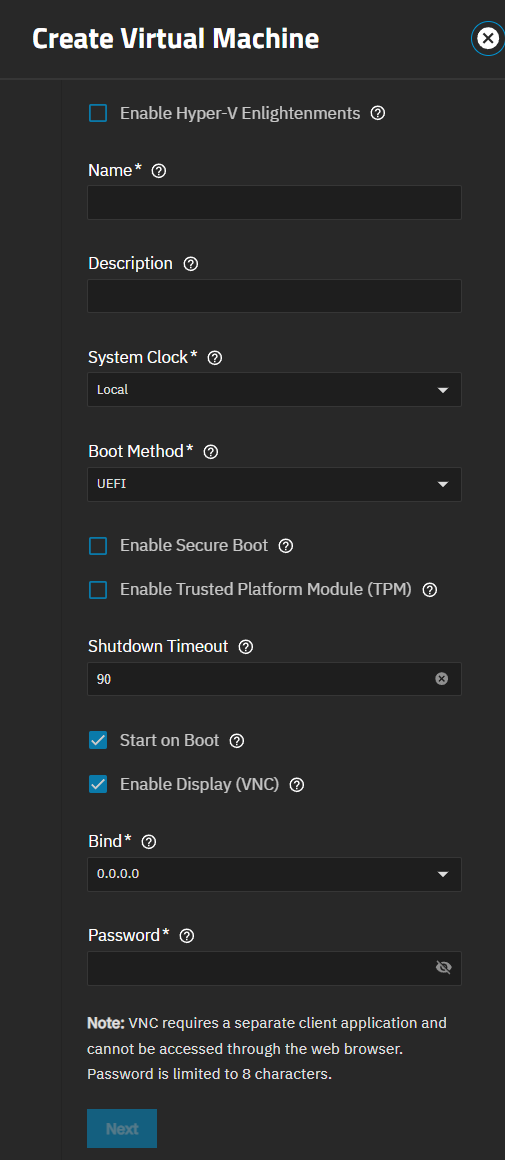 Create Virtual Machine
Enable Hyper-V Enlightenments
Name*
Description
System Clock*
Local
Boot Method*
UEFI
Enable Secure Boot
Enable Trusted Platform Module (TPM)
Shutdown Timeout
90
Start on Boot
Enable Display (VNC)
Bind*
0.0.0.0
Password*
Note: VNC requires a separate client application and
cannot be accessed through the web browser.
Password is limited to 8 characters.
Next